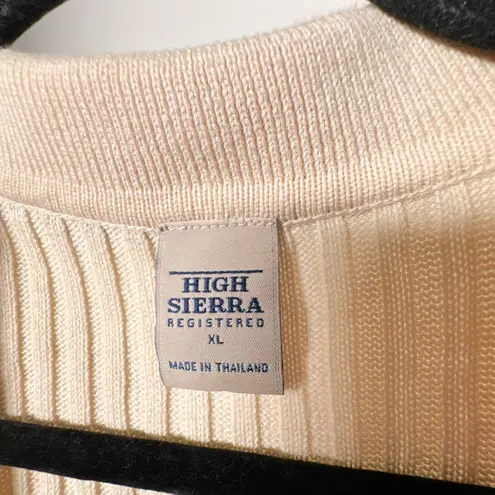 HIGH
SIERRA
REGISTERED
XL
MADE IN THAILAND